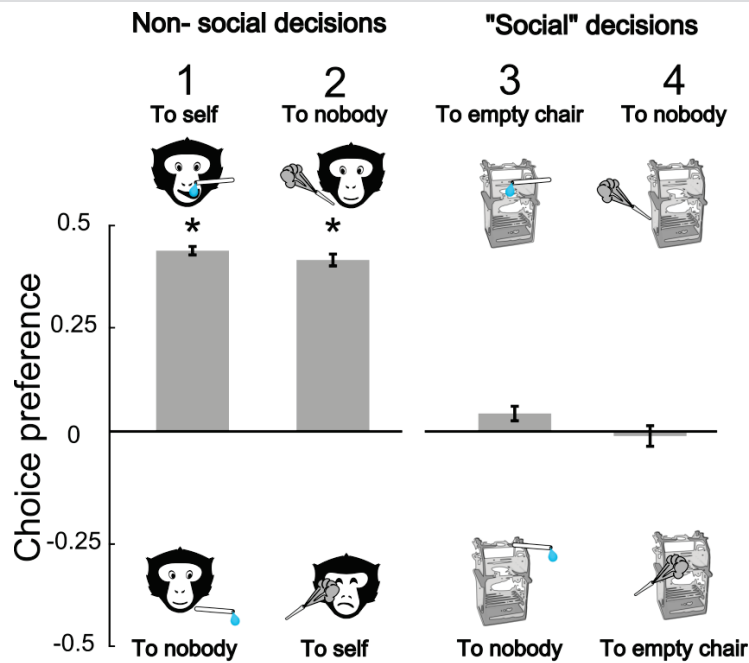 Non- social decisions
"Social" decisions
1
2
3
4
To self
To nobody
To empty chair
To nobody
*
*
0.5
0.25
0
-0.25
-0.5
Choice preference
To nobody
To self
To nobody
To empty chair